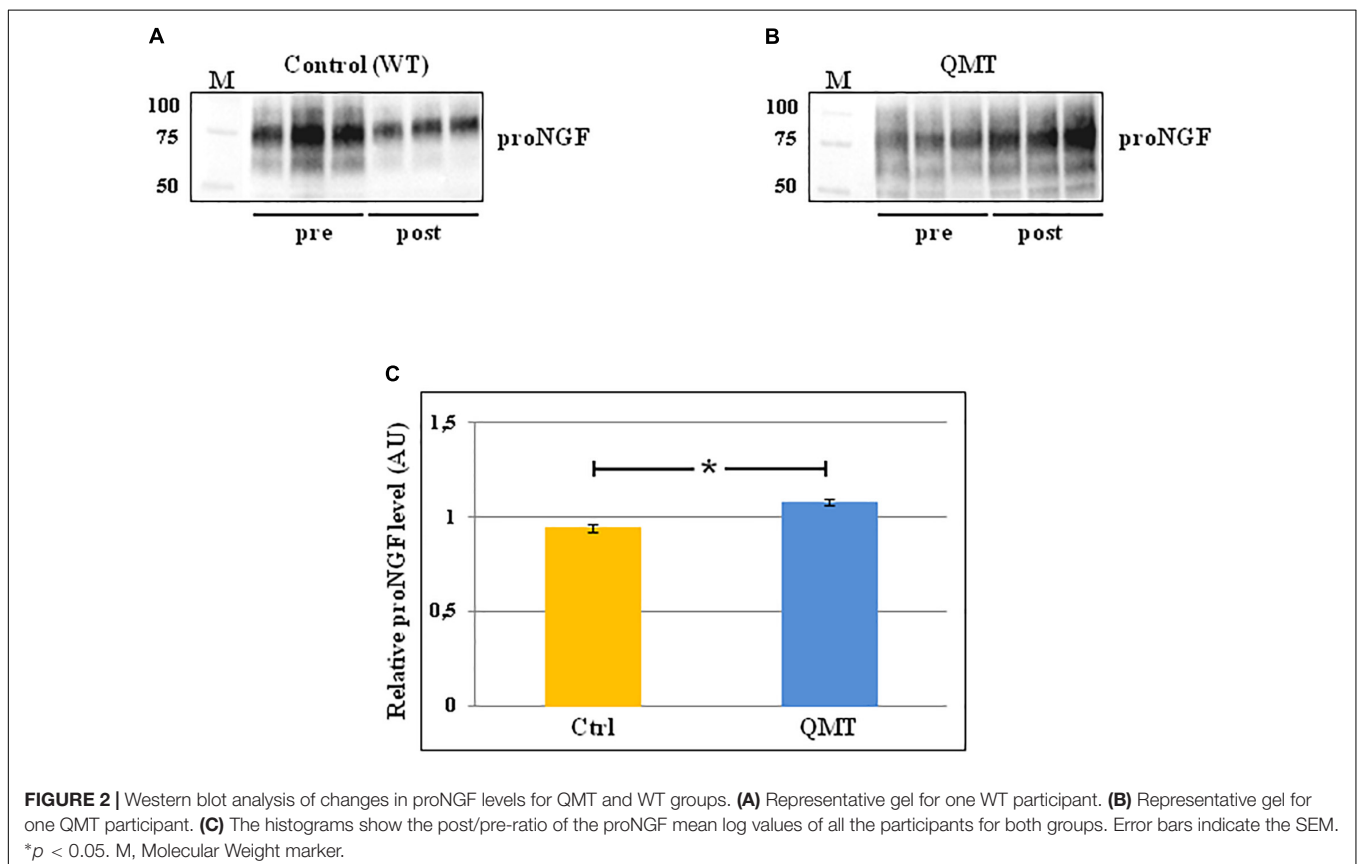 A
Control (WT)
M
100
75
50
proNGF
pre post
B
QMT
M
100
75
50
proNGF
pre post
C
Relative proNGF level (AU)
1,5
1
0,5
0
*
Ctrl QMT
FIGURE 2 | Western blot analysis of changes in proNGF levels for QMT and WT groups. (A) Representative gel for one WT participant. (B) Representative gel for
one QMT participant. (C) The histograms show the post/pre-ratio of the proNGF mean log values of all the participants for both groups. Error bars indicate the SEM.
*p < 0.05. M, Molecular Weight marker.